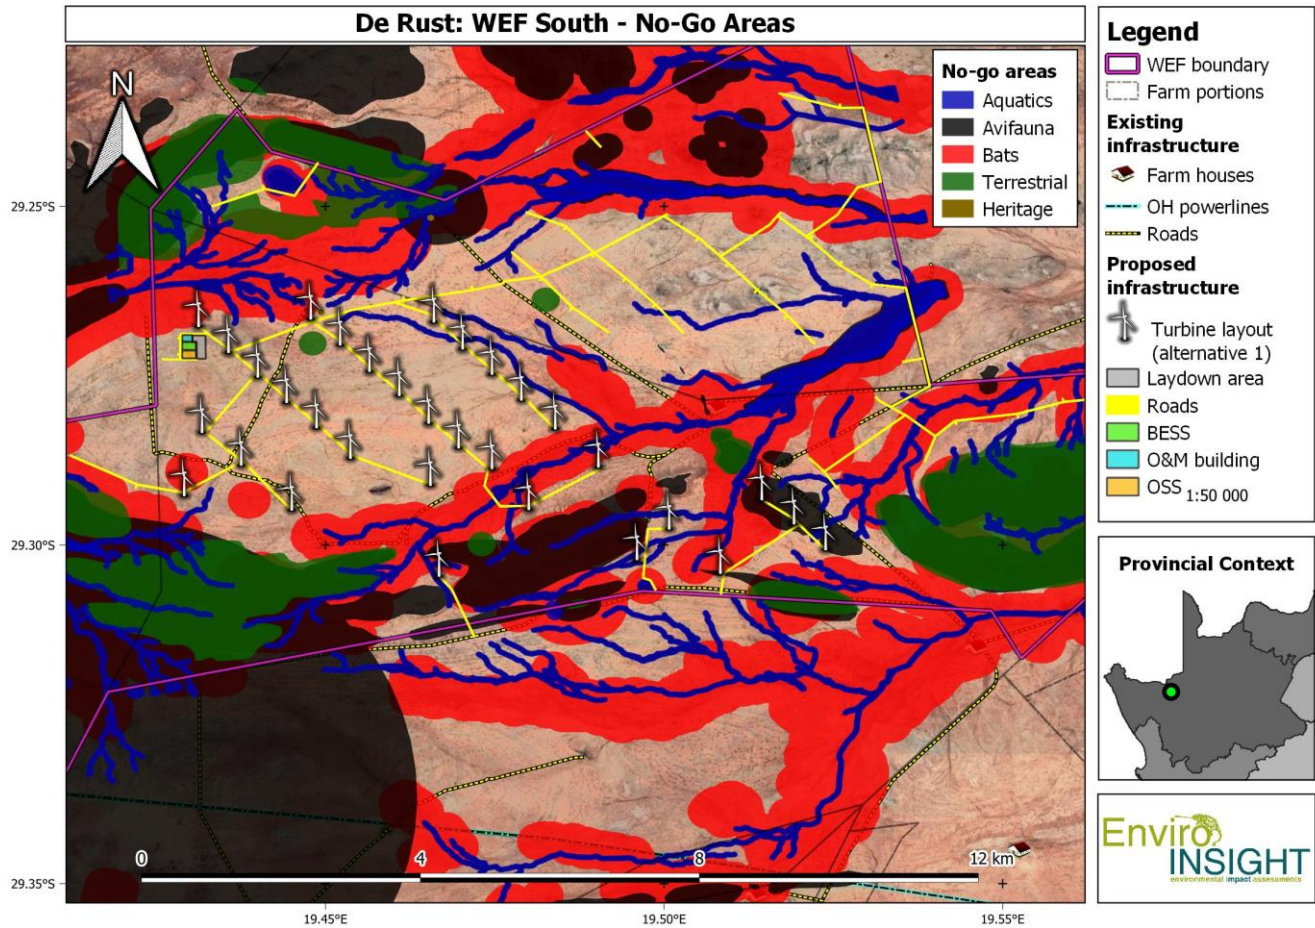 De Rust: WEF South - No-Go Areas
N
No-go areas
Aquatics
Avifauna
Bats
Terrestrial
Heritage
29.25°S
29.30°S
29.35°S
0
4
8
12 km
19.45°E
19.50°E
19.55°E
Legend
WEF boundary
Farm portions
Existing
infrastructure
Farm houses
OH powerlines
Roads
Proposed
infrastructure
Turbine layout
(alternative 1)
Laydown area
Roads
BESS
O&M building
OSS 1:50 000
Provincial Context
Enviro
INSIGHT
environmental impact assessments